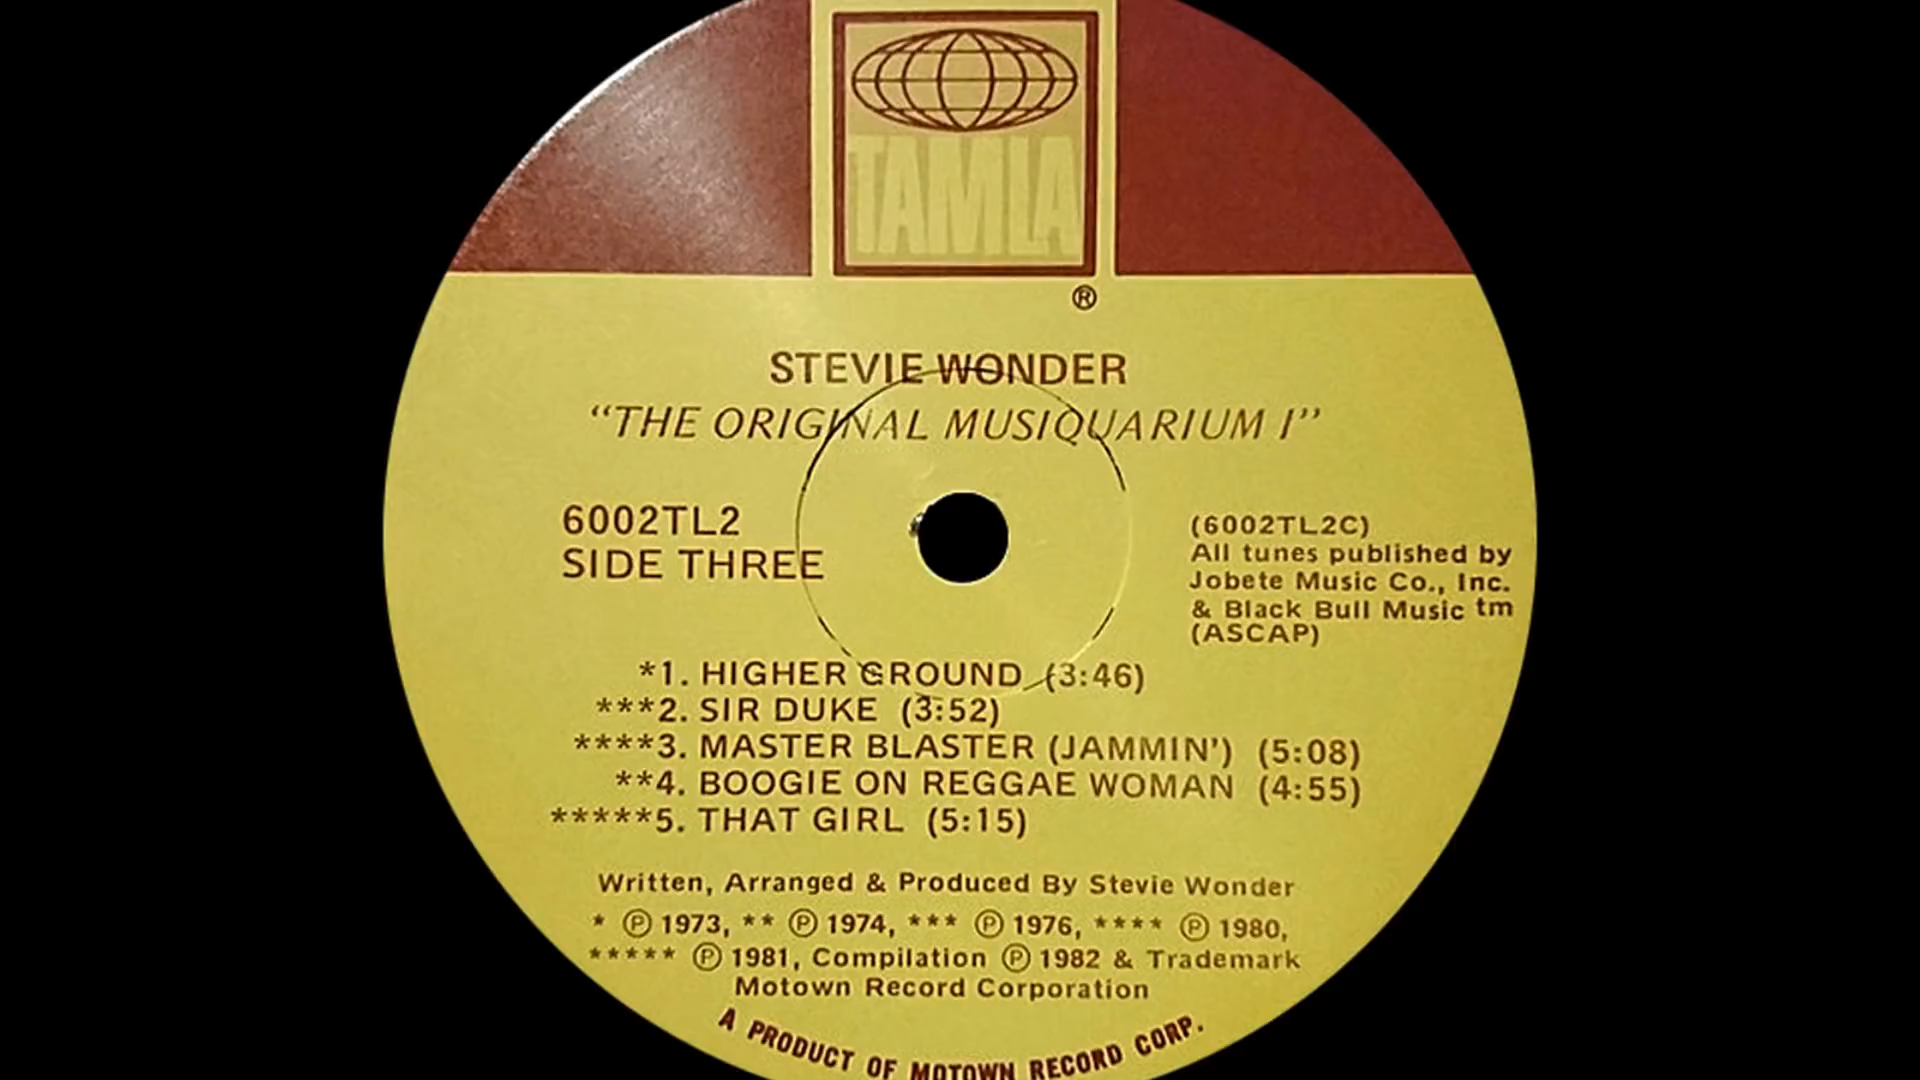 TAMLA
®
STEVIE WONDER
“THE ORIGINAL MUSIQUARIUM I”
6002TL2
SIDE THREE
(6002TL2C)
All tunes published by
Jobete Music Co., Inc.
& Black Bull Music tm
(ASCAP)
*1. HIGHER GROUND (3:46)
***2. SIR DUKE (3:52)
****3. MASTER BLASTER (JAMMIN’) (5:08)
**4. BOOGIE ON REGGAE WOMAN (4:55)
*****5. THAT GIRL (5:15)
Written, Arranged & Produced By Stevie Wonder
* ℗ 1973, ** ℗ 1974, *** ℗ 1976, **** ℗ 1980,
***** ℗ 1981, Compilation ℗ 1982 & Trademark
Motown Record Corporation
A PRODUCT OF MOTOWN RECORD CORP.